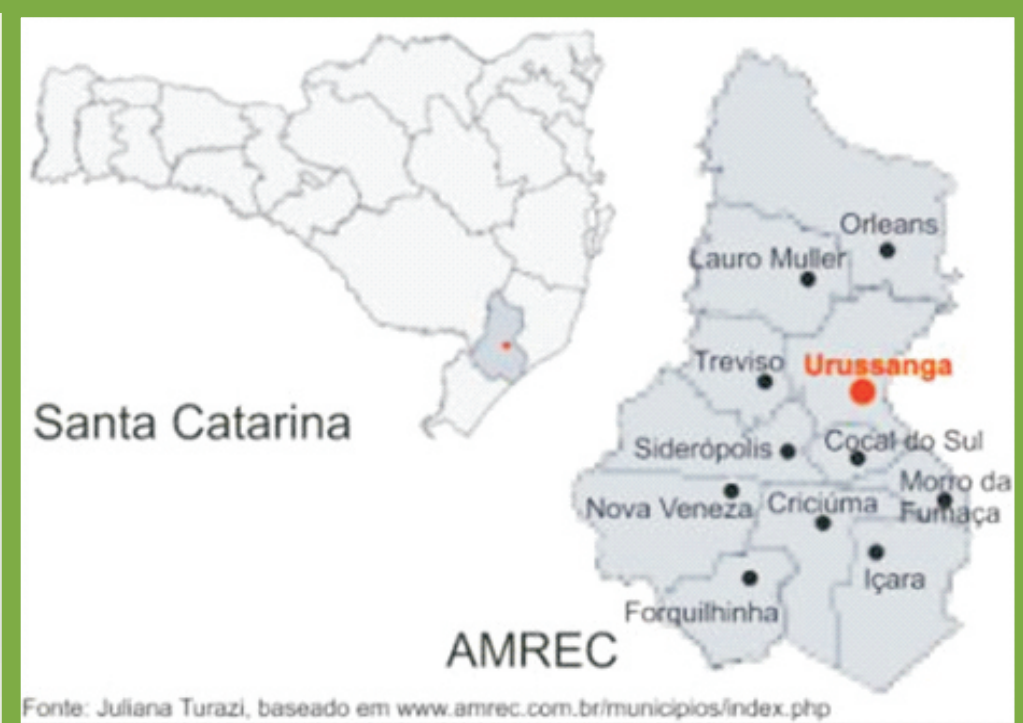 Orleans
Lauro Muller
Treviso
Urussanga
Santa Catarina
Siderópolis
Cocal do Sul
Nova Veneza
Criciúma
Morro da
Fumaça
Içara
Forquilhinha
AMREC
Fonte: Juliana Turazi, baseado em www.amrec.com.br/municipios/index.php